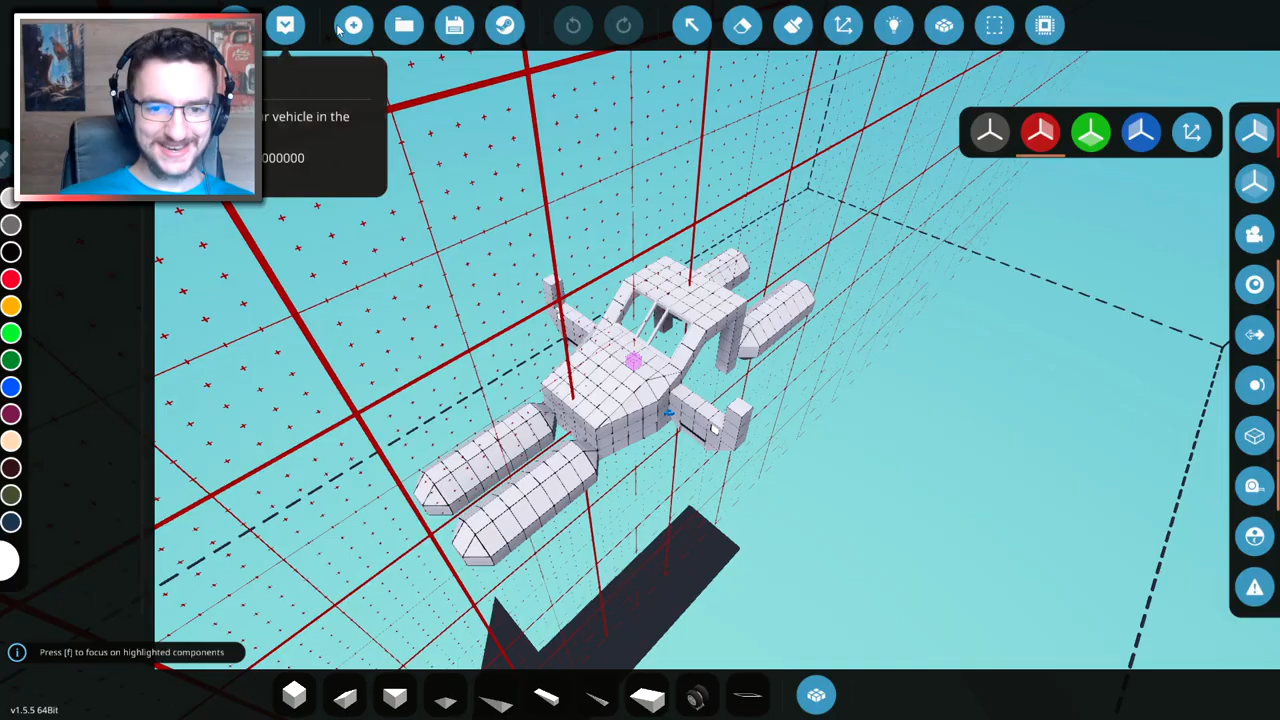 vehicle in the
000000
Press [f] to focus on highlighted components
v1.5.5 64Bit